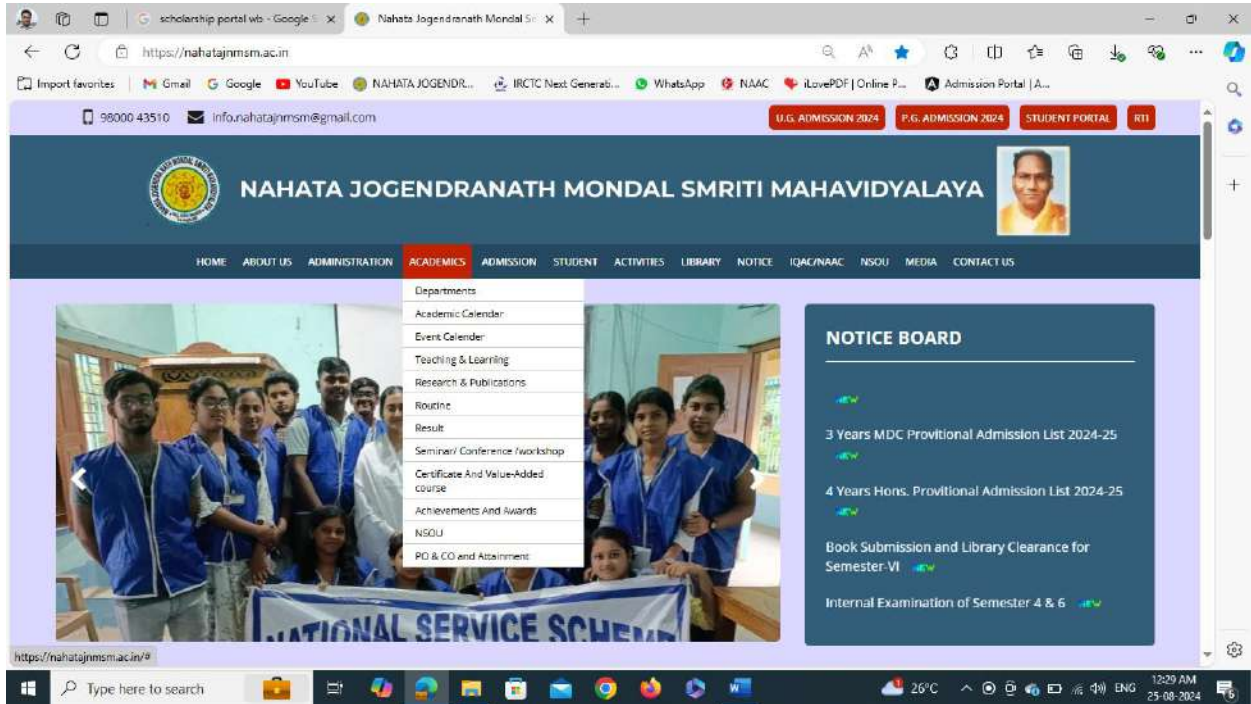 scholarship portal wb - Google S
Nahata Jogendranath Mondal Sm
https://nahatajnmsm.ac.in
Import favorites
Gmail
Google
YouTube
NAHATA JOGENDR...
IRCTC Next Generati...
WhatsApp
NAAC
iLovePDF | Online P...
Admission Portal | A...
98000 43510
info.nahatajnmsm@gmail.com
U.G. ADMISSION 2024
P.G. ADMISSION 2024
STUDENT PORTAL
RTI
NAHATA JOGENDRANATH MONDAL SMRITI MAHAVIDYALAYA
HOME ABOUT US ADMINISTRATION ACADEMICS ADMISSION STUDENT ACTIVITIES LIBRARY NOTICE IQAC/NAAC NSOU MEDIA CONTACT US
Departments
Academic Calendar
Event Calender
Teaching & Learning
Research & Publications
Routine
Result
Seminar/ Conference /workshop
Certificate And Value-Added
course
Achievements And Awards
NSOU
PO & CO and Attainment
NATIONAL SERVICE SCHEME
NOTICE BOARD
NEW
3 Years MDC Provitional Admission List 2024-25
NEW
4 Years Hons. Provitional Admission List 2024-25
NEW
Book Submission and Library Clearance for
Semester-VI NEW
Internal Examination of Semester 4 & 6 NEW
https://nahatajnmsm.ac.in/#
Type here to search
26°C
ENG
12:29 AM
25-08-2024
6